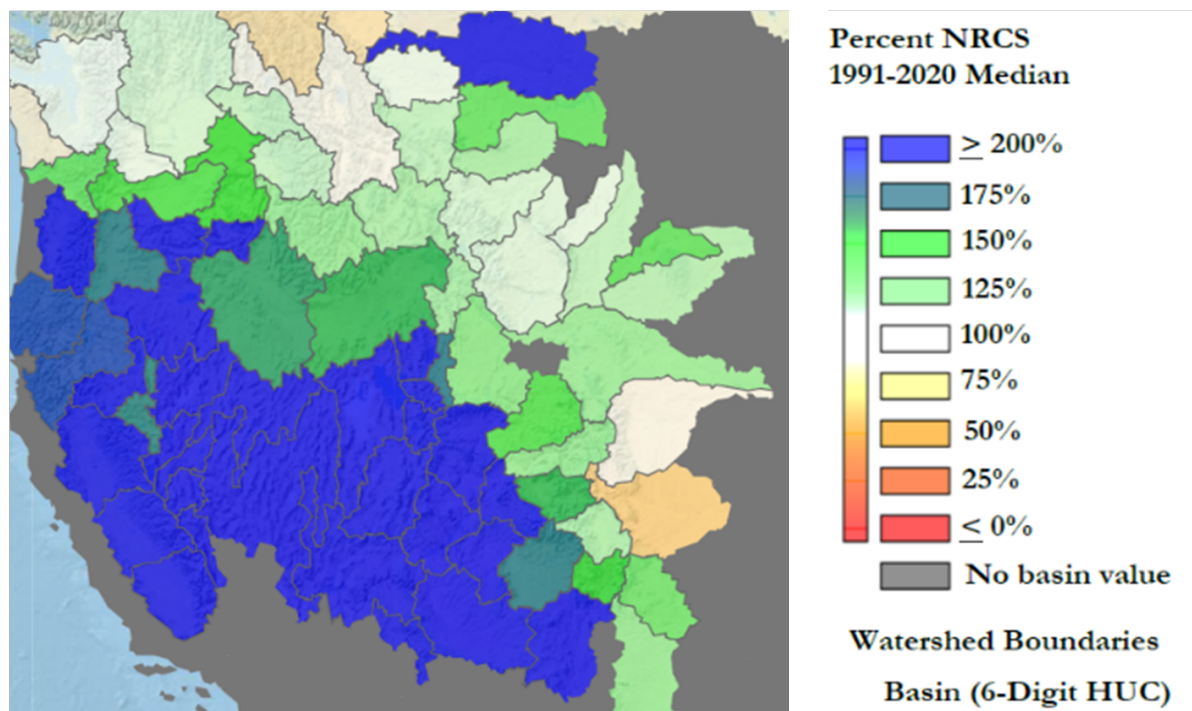 Percent NRCS
1991-2020 Median
≥ 200%
175%
150%
125%
100%
75%
50%
25%
≤ 0%
No basin value
Watershed Boundaries
Basin (6-Digit HUC)